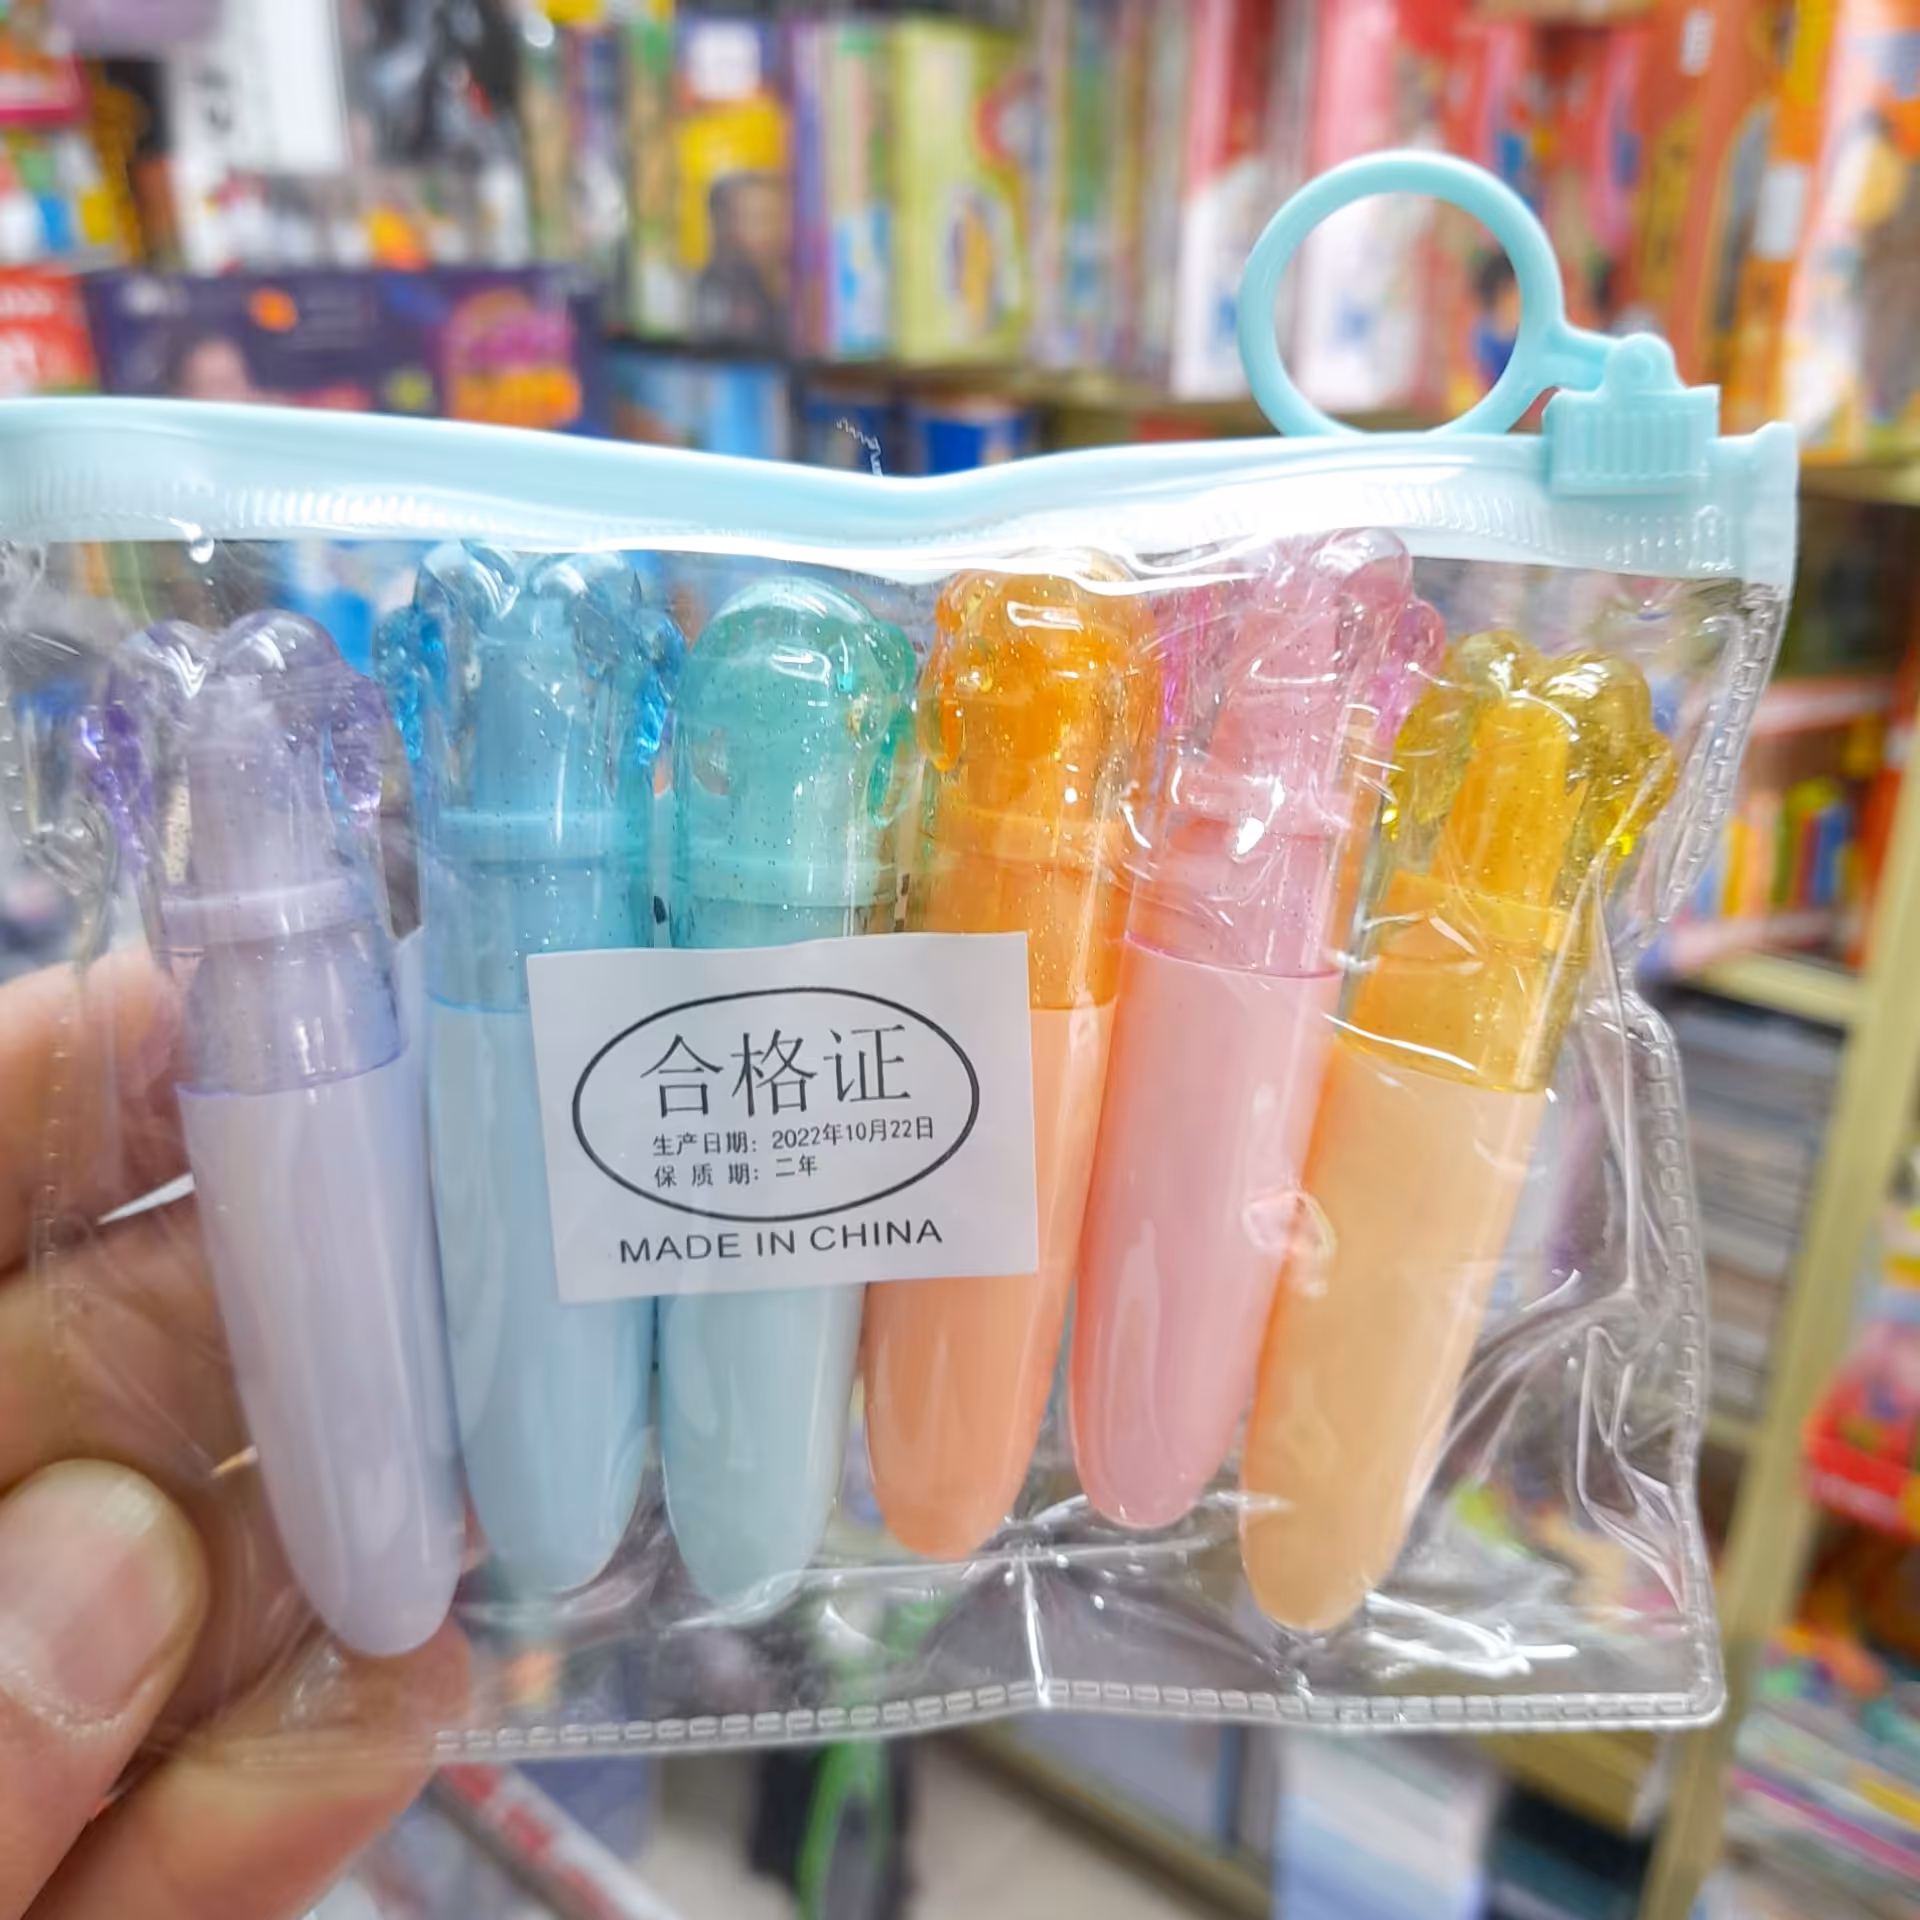 合格证
生产日期：2022年10月22日
保 质 期：二年
MADE IN CHINA